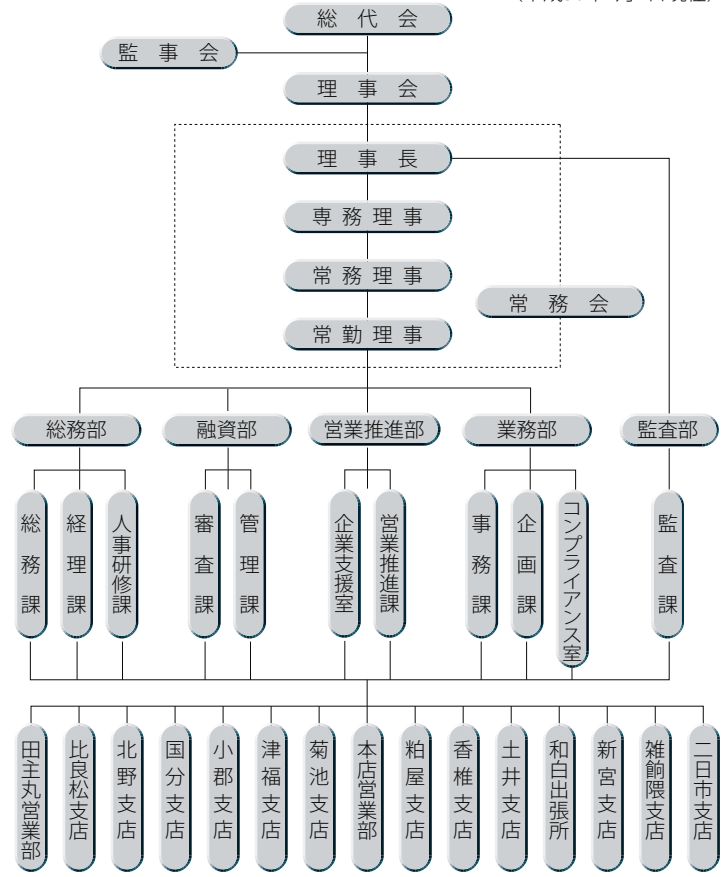 総代会
監事会
理事会
理事長
専務理事
常務理事
常務会
常勤理事
総務部
融資部
営業推進部
業務部
監査部
総務課
経理課
人事研修課
審査課
管理課
企業支援室
営業推進課
事務課
企画課
コンプライアンス室
監査課
田主丸営業部
比良松支店
北野支店
国分支店
小郡支店
津福支店
菊池支店
本店営業部
粕屋支店
香椎支店
土井支店
和白出張所
新宮支店
雑餉隈支店
二日市支店